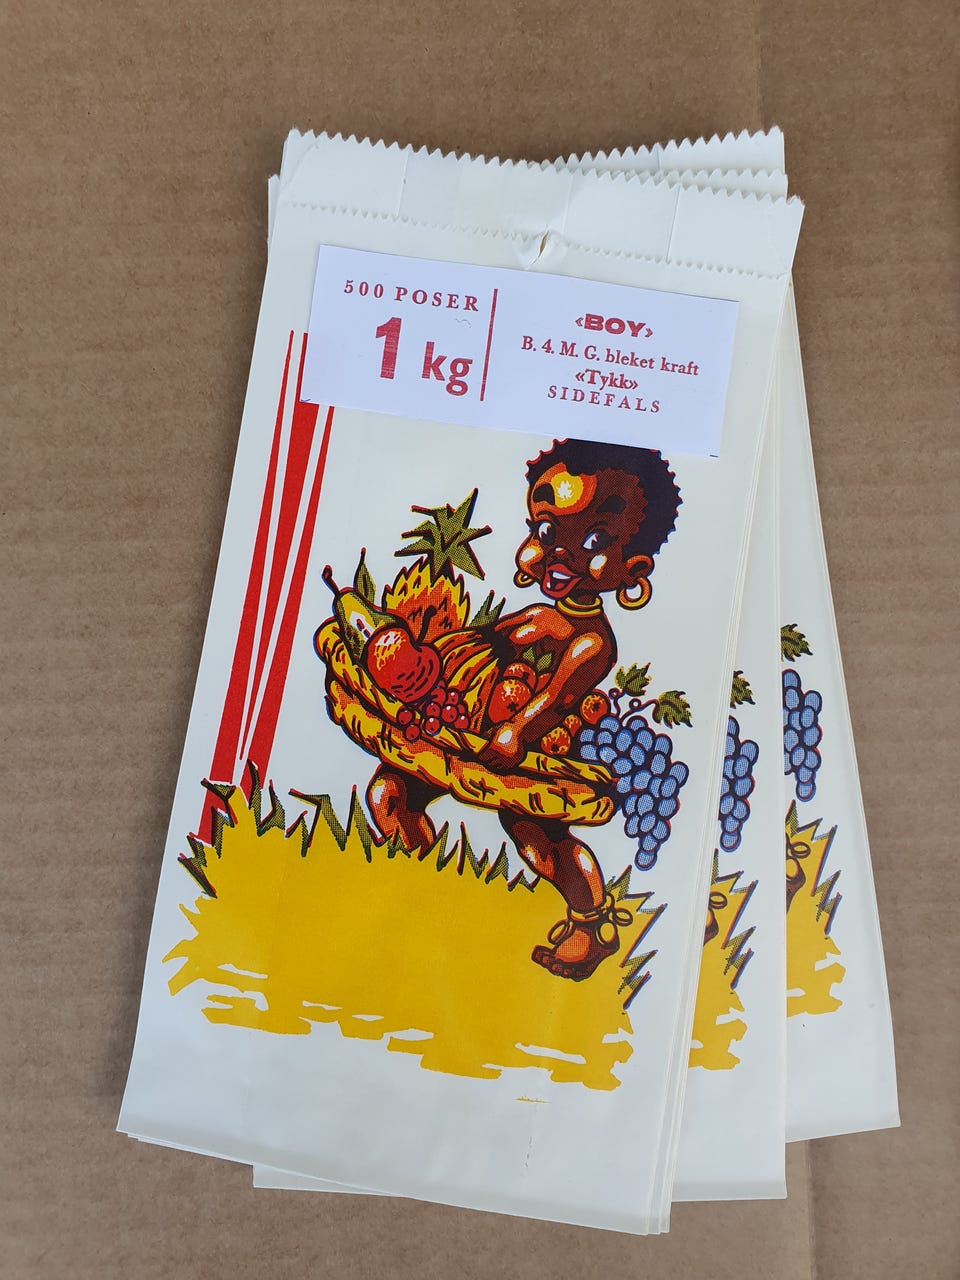 500 POSER
1 kg
«BOY»
B. 4. M. G. bleket kraft
«Tykk»
SIDEFALS